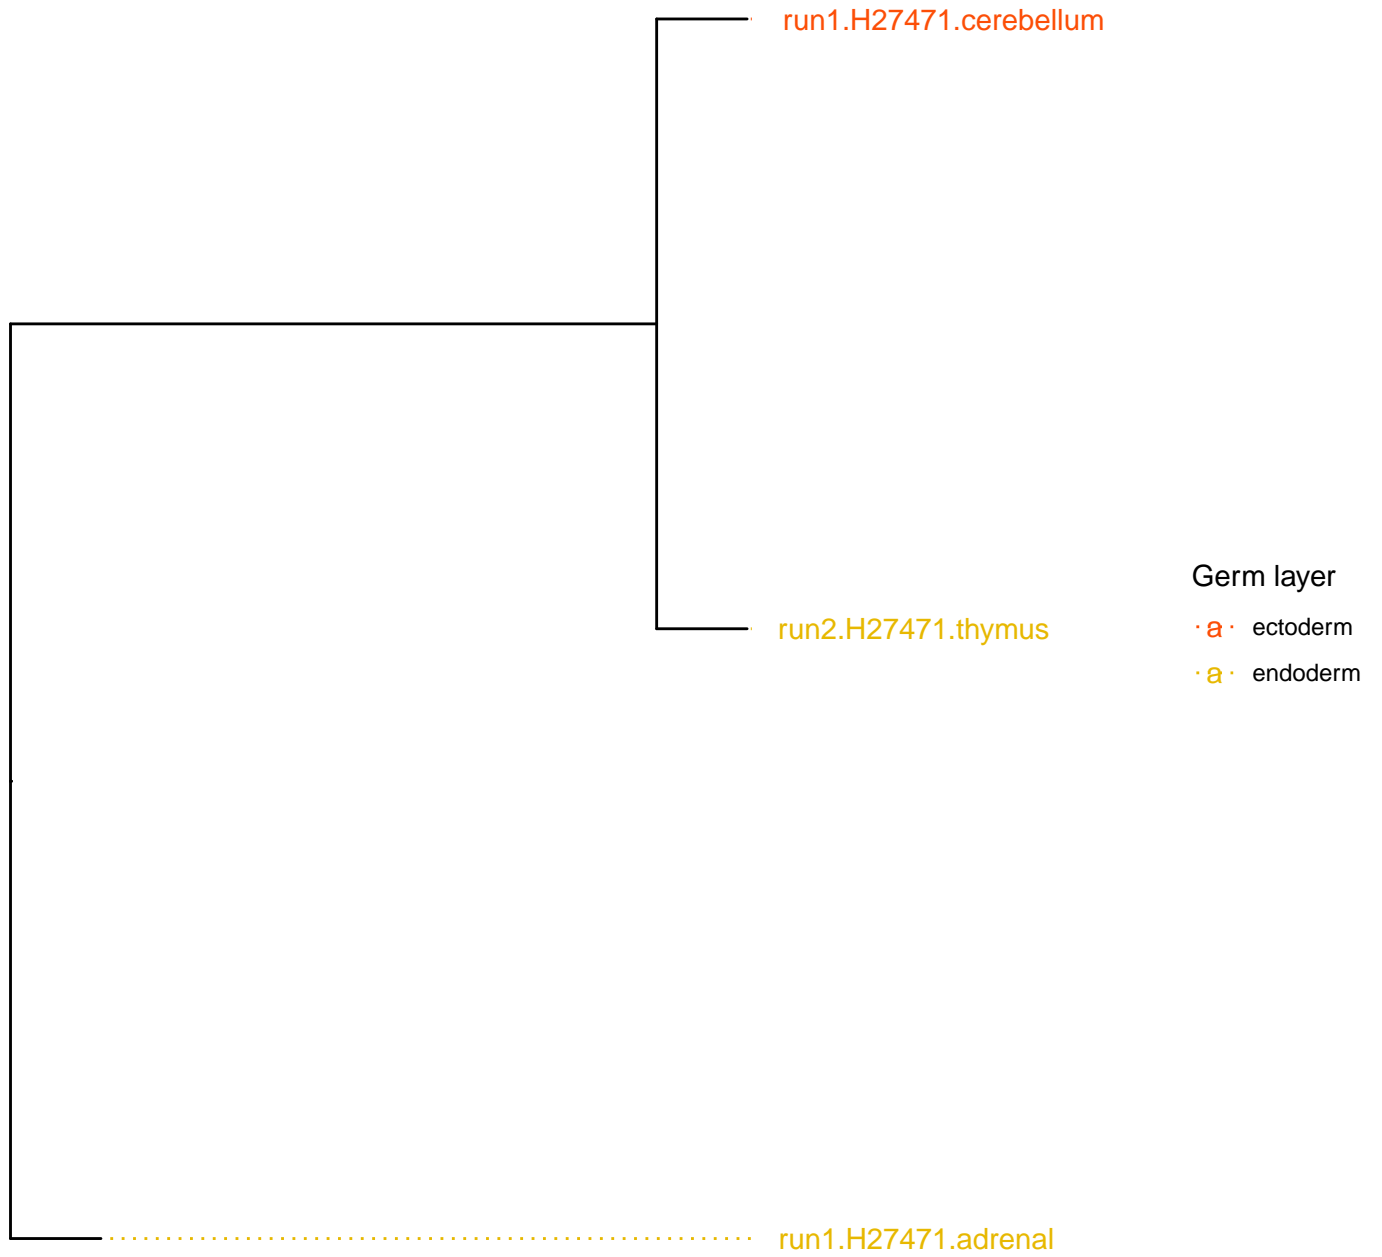 run1.H27471.cerebellum
run2.H27471.thymus
Germ layer
a ectoderm
a endoderm
run1.H27471.adrenal